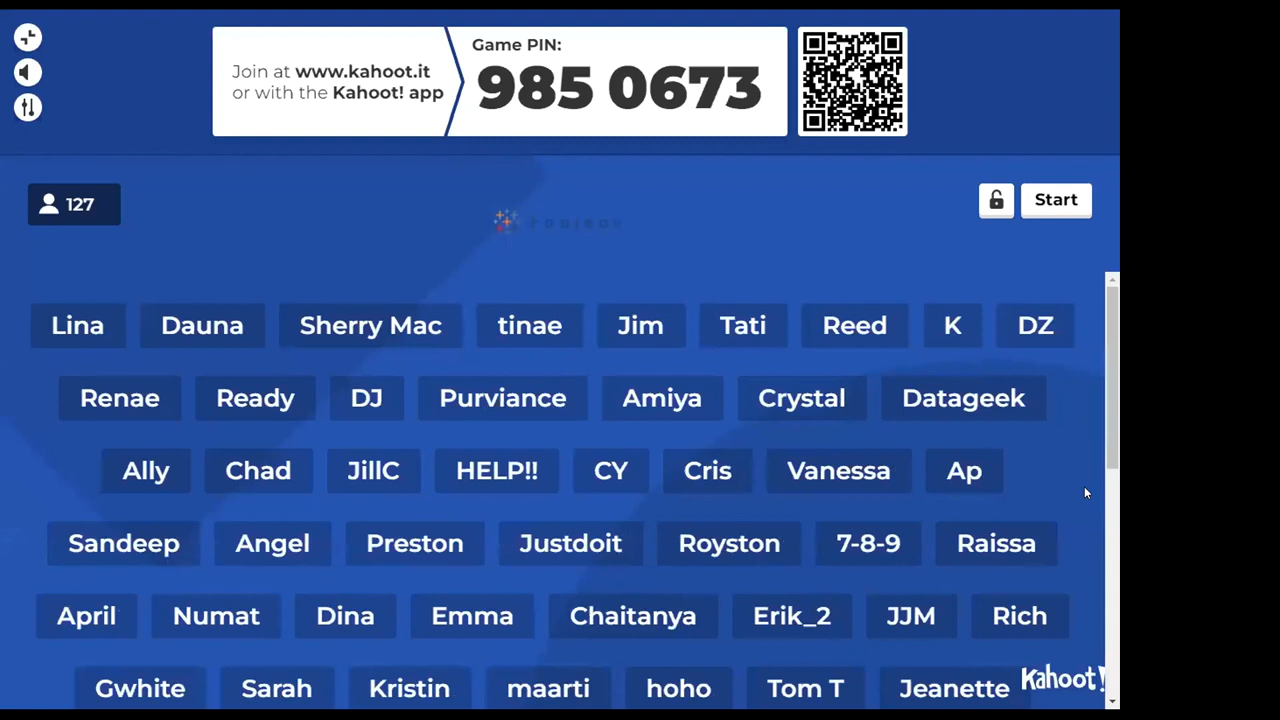 Join at www.kahoot.it
or with the Kahoot! app
Game PIN:
985 0673
127
Start
Lina Dauna Sherry Mac tinae Jim Tati Reed K DZ
Renae Ready DJ Purviance Amiya Crystal Datageek
Ally Chad JillC HELP!! CY Cris Vanessa Ap
Sandeep Angel Preston Justdoit Royston 7-8-9 Raissa
April Numat Dina Emma Chaitanya Erik_2 JJM Rich
Gwhite Sarah Kristin maarti hoho Tom T Jeanette
Kahoot!